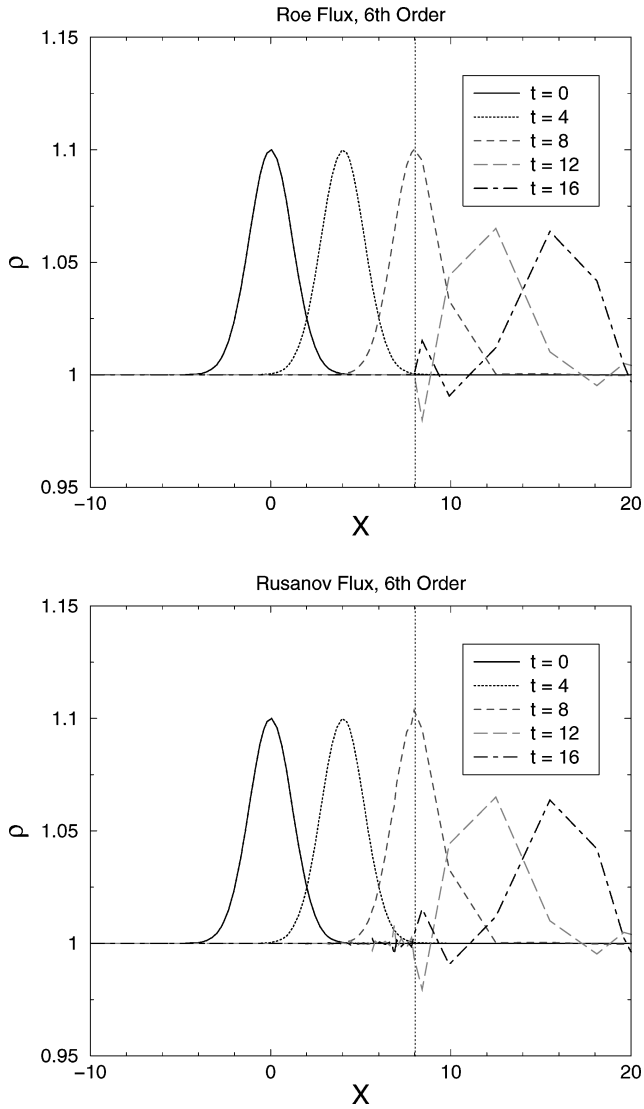 Roe Flux, 6th Order
1.15
t = 0
t = 4
1.1
t = 8
t = 12
t = 16
ρ
1.05
1
0.95
−10
0
10
20
X
Rusanov Flux, 6th Order
1.15
t = 0
t = 4
1.1
t = 8
t = 12
t = 16
ρ
1.05
1
0.95
−10
0
10
20
X